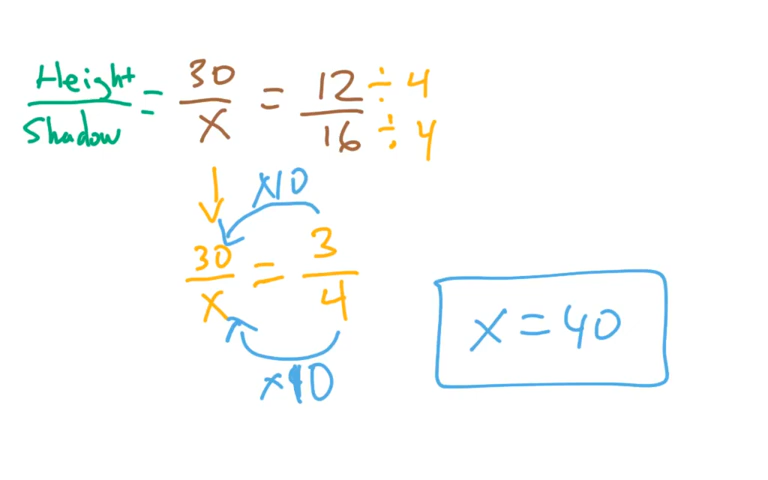 Height/Shadow = 30/x = 12/16 ÷ 4 ÷ 4
x10
30/x = 3/4
x10
x = 40